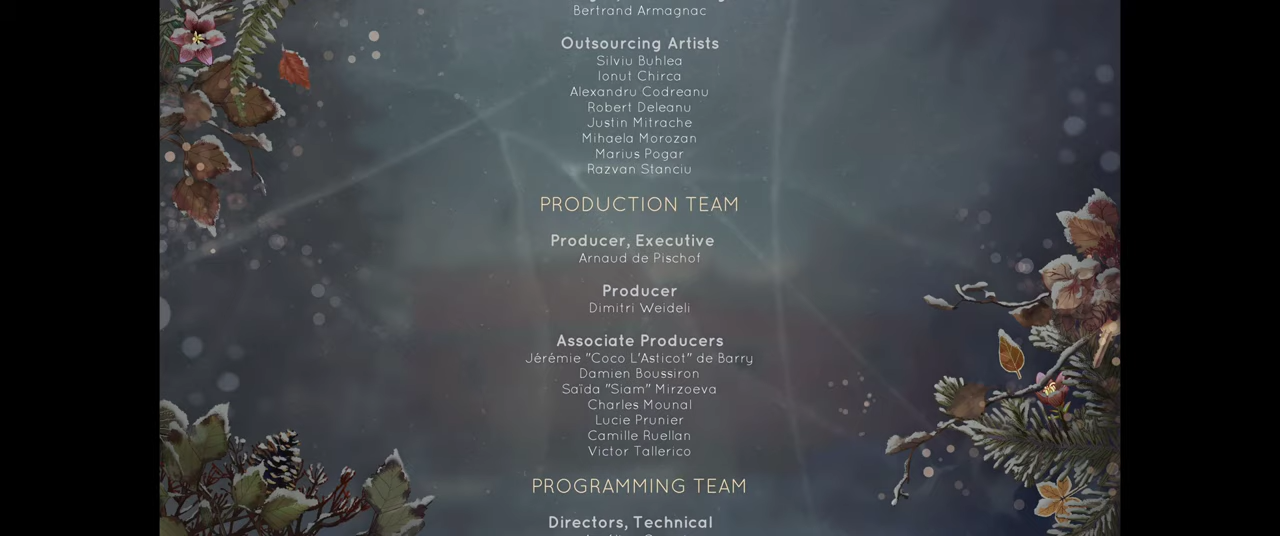 Bertrand Armagnac
Outsourcing Artists
Silviu Buhlea
Ionut Chirca
Alexandru Codreanu
Robert Deleanu
Justin Mitrache
Mihaela Morozan
Marius Pogar
Razvan Stanciu
PRODUCTION TEAM
Producer, Executive
Arnaud de Pischof
Producer
Dimitri Weideli
Associate Producers
Jérémie "Coco L'Asticot" de Barry
Damien Boussiron
Saïda "Siam" Mirzoeva
Charles Mounal
Lucie Prunier
Camille Ruellan
Victor Tallerico
PROGRAMMING TEAM
Directors, Technical